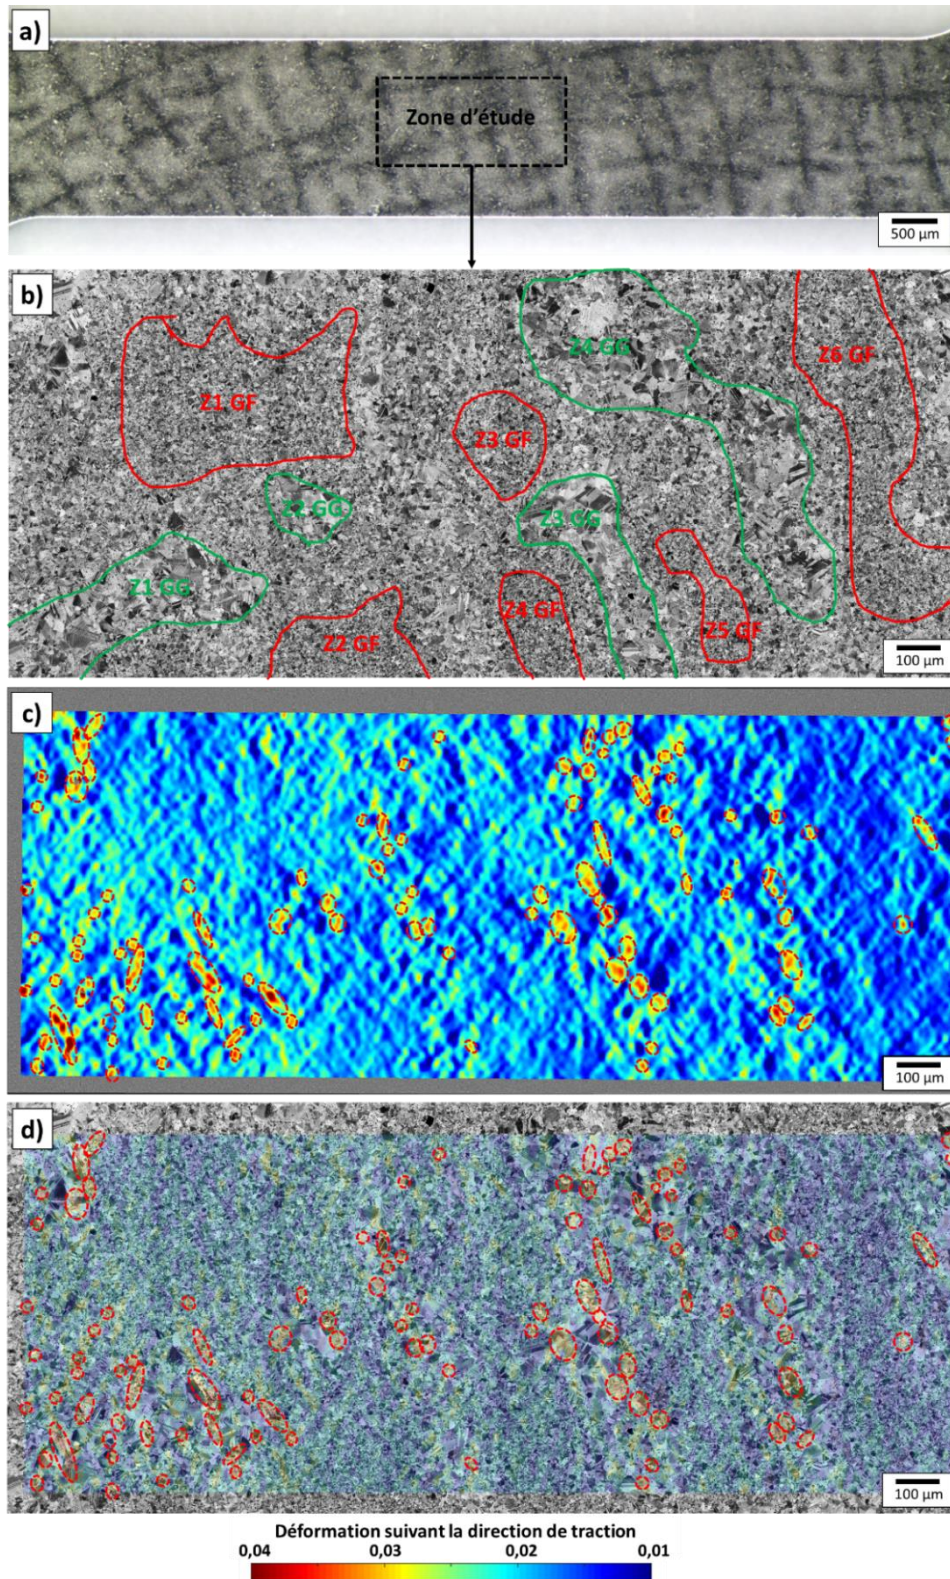 a)
Zone d'étude
500 µm
b)
Z4 GG
Z6 GF
Z1 GF
Z3 GF
Z2 GG
Z3 GG
Z1 GG
Z4 GF
Z5 GF
Z2 GF
100 µm
c)
100 µm
d)
100 µm
Déformation suivant la direction de traction
0,04 0,03 0,02 0,01